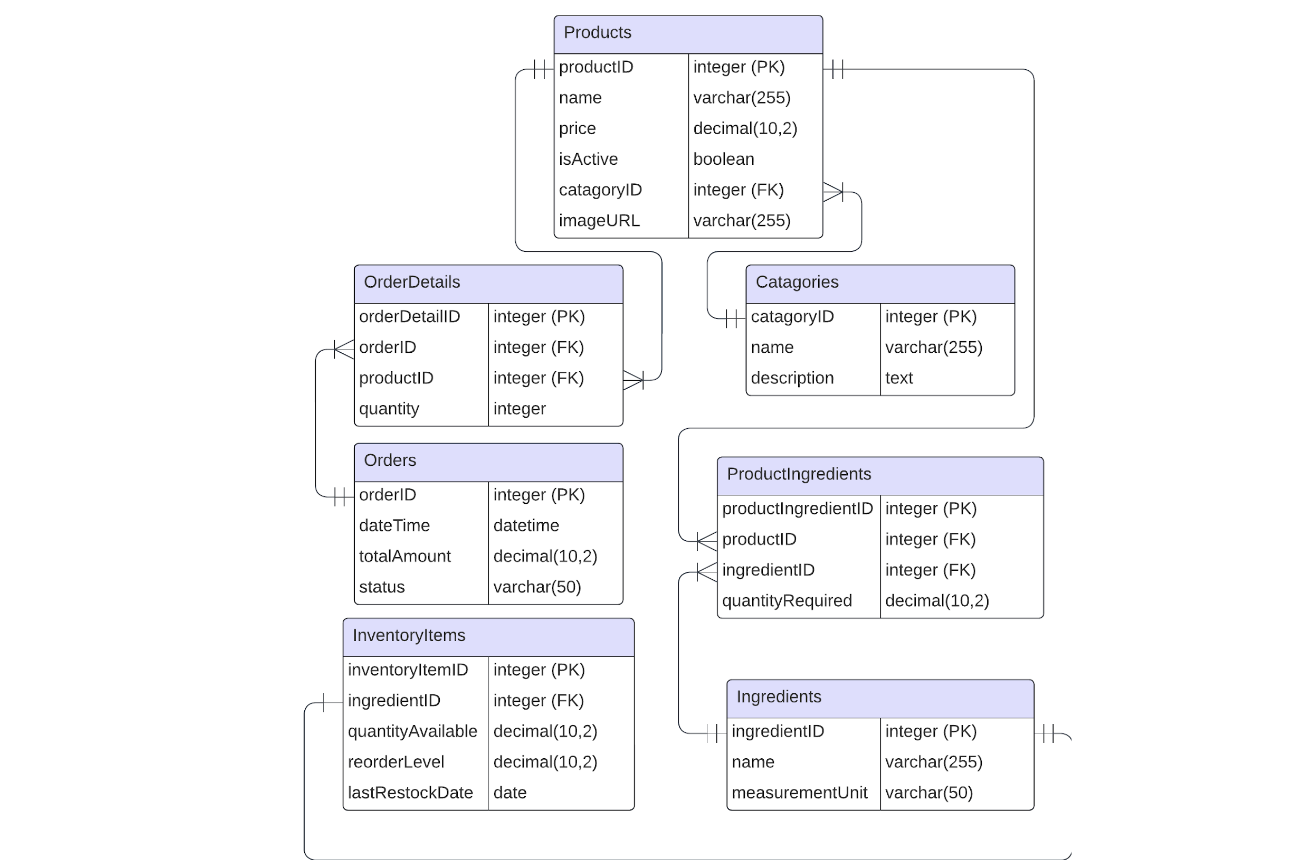 Products
productID integer (PK)
name varchar(255)
price decimal(10,2)
isActive boolean
catagoryID integer (FK)
imageURL varchar(255)
OrderDetails
orderDetailID integer (PK)
orderID integer (FK)
productID integer (FK)
quantity integer
Catagories
catagoryID integer (PK)
name varchar(255)
description text
Orders
orderID integer (PK)
dateTime datetime
totalAmount decimal(10,2)
status varchar(50)
ProductIngredients
productIngredientID integer (PK)
productID integer (FK)
ingredientID integer (FK)
quantityRequired decimal(10,2)
InventoryItems
inventoryItemID integer (PK)
ingredientID integer (FK)
quantityAvailable decimal(10,2)
reorderLevel decimal(10,2)
lastRestockDate date
Ingredients
ingredientID integer (PK)
name varchar(255)
measurementUnit varchar(50)